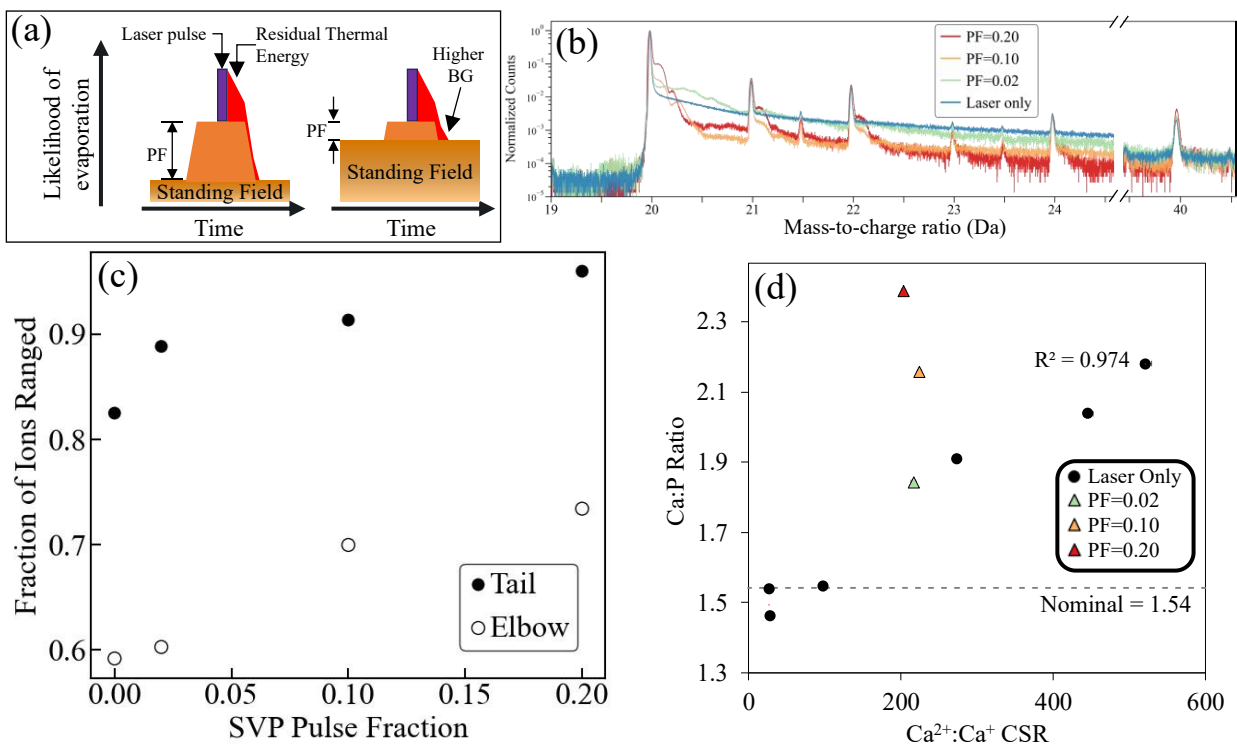 (a)
Laser pulse
Residual Thermal
Energy
Higher
BG
Likelihood of
evaporation
PF
Standing Field
Time
PF
Standing Field
Time
(b)
PF=0.20
PF=0.10
PF=0.02
Laser only
Normalized Counts
10⁰
10⁻¹
10⁻²
10⁻³
10⁻⁴
10⁻⁵
19 20 21 22 23 24 40
Mass-to-charge ratio (Da)
(c)
Fraction of Ions Ranged
0.9
0.8
0.7
0.6
Tail
Elbow
0.00 0.05 0.10 0.15 0.20
SVP Pulse Fraction
(d)
Ca:P Ratio
2.3
2.1
1.9
1.7
1.5
1.3
R² = 0.974
Laser Only
PF=0.02
PF=0.10
PF=0.20
Nominal = 1.54
0 200 400 600
Ca²⁺:Ca⁺ CSR